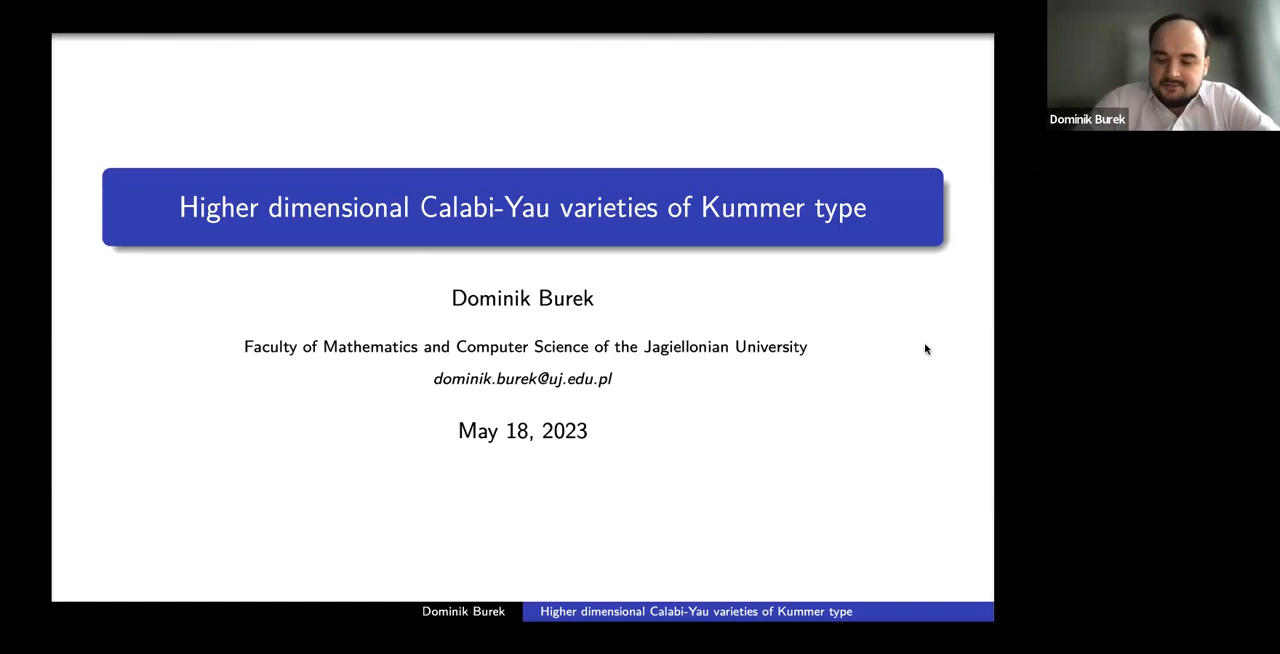 Higher dimensional Calabi-Yau varieties of Kummer type
Dominik Burek
Faculty of Mathematics and Computer Science of the Jagiellonian University
dominik.burek@uj.edu.pl
May 18, 2023
Dominik Burek
Higher dimensional Calabi-Yau varieties of Kummer type
Dominik Burek